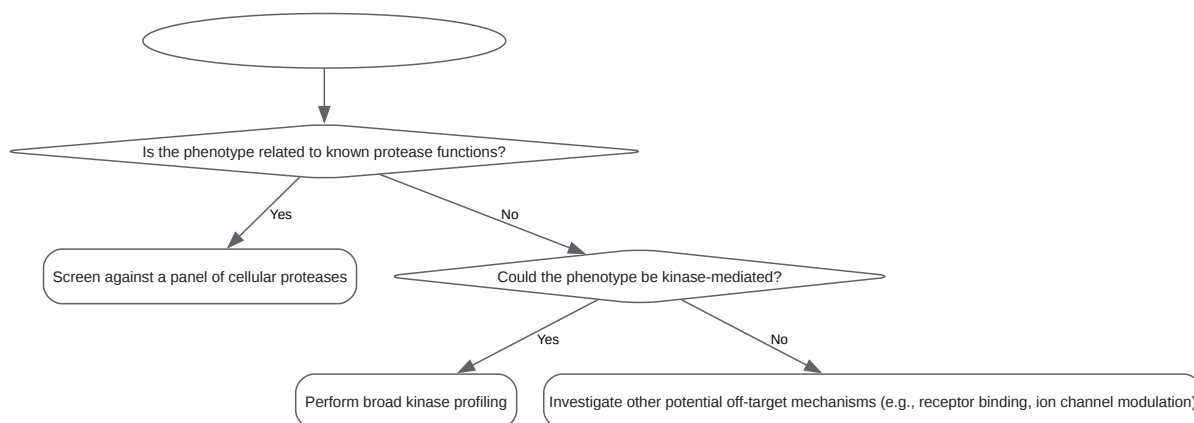 Is the phenotype related to known protease functions?
Yes
No
Screen against a panel of cellular proteases
Could the phenotype be kinase-mediated?
Yes
No
Perform broad kinase profiling
Investigate other potential off-target mechanisms (e.g., receptor binding, ion channel modulation)